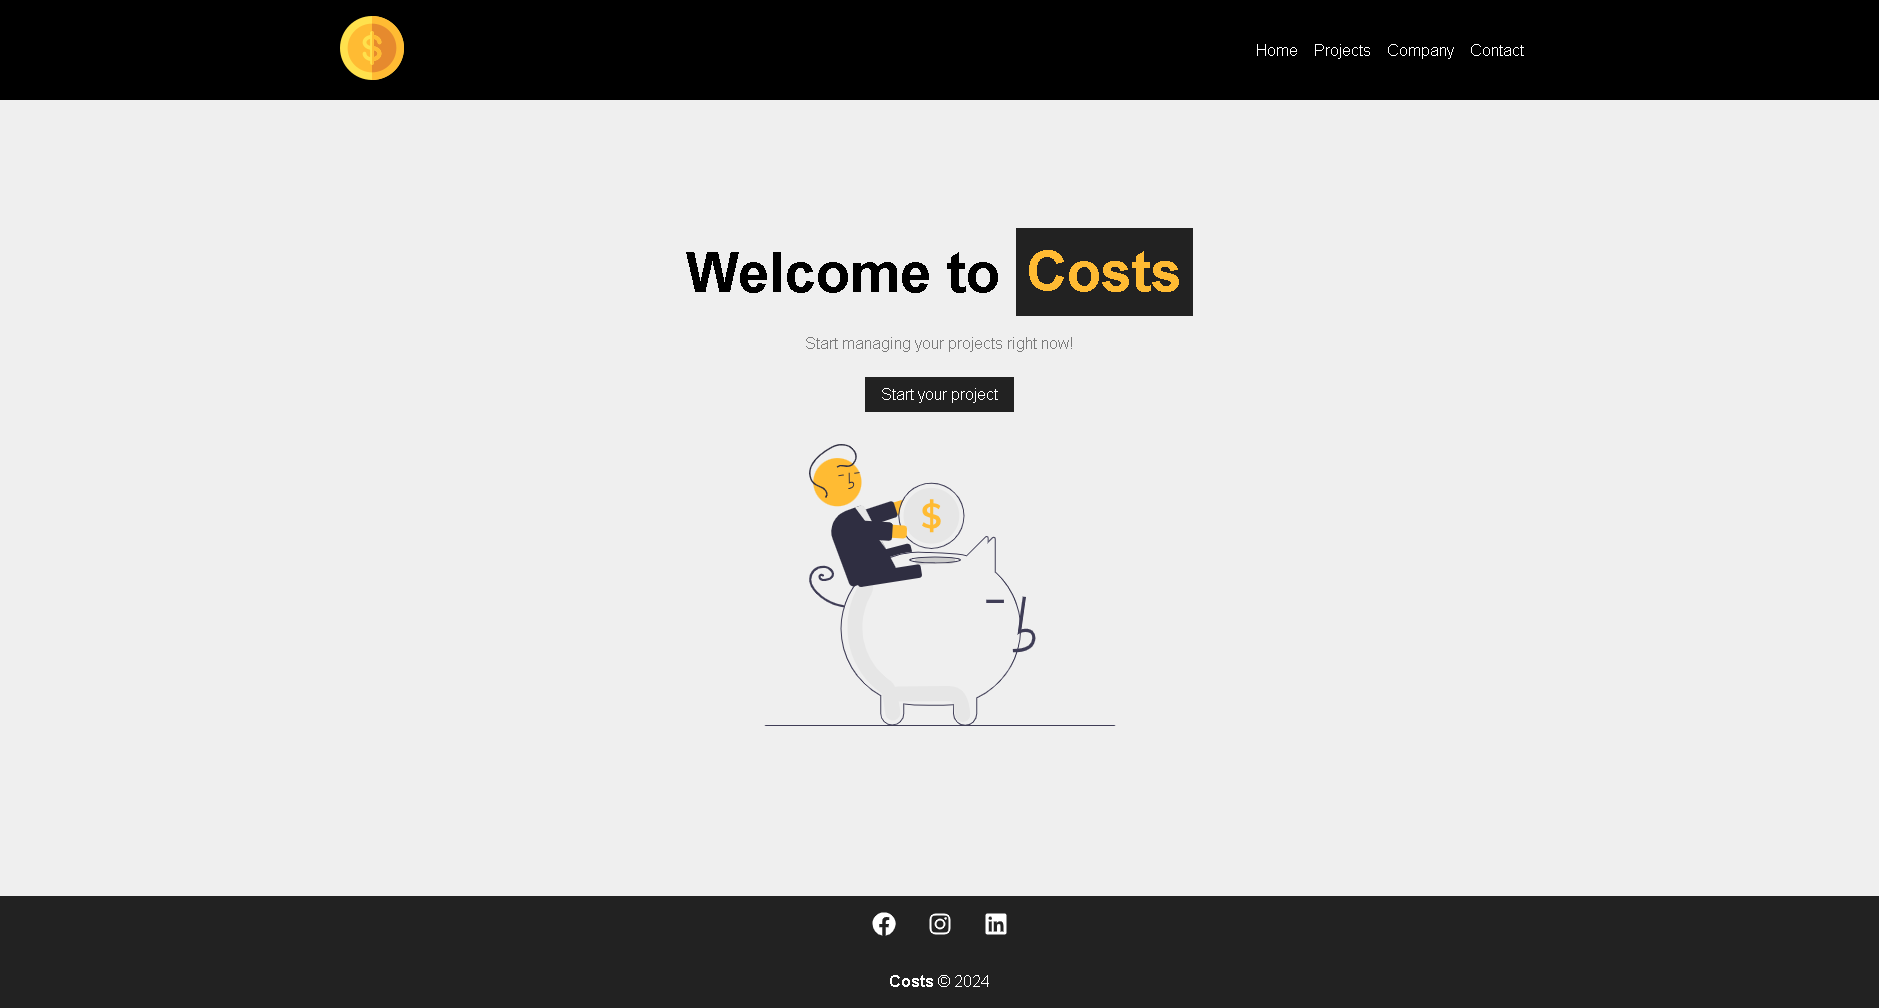 $
Home Projects Company Contact
Welcome to Costs
Start managing your projects right now!
Start your project
$
Costs © 2024